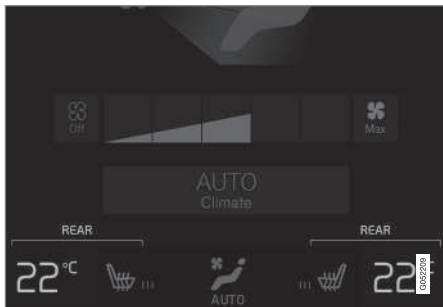 Off
Max
AUTO
Climate
REAR REAR
22°C 22°
AUTO
G052209